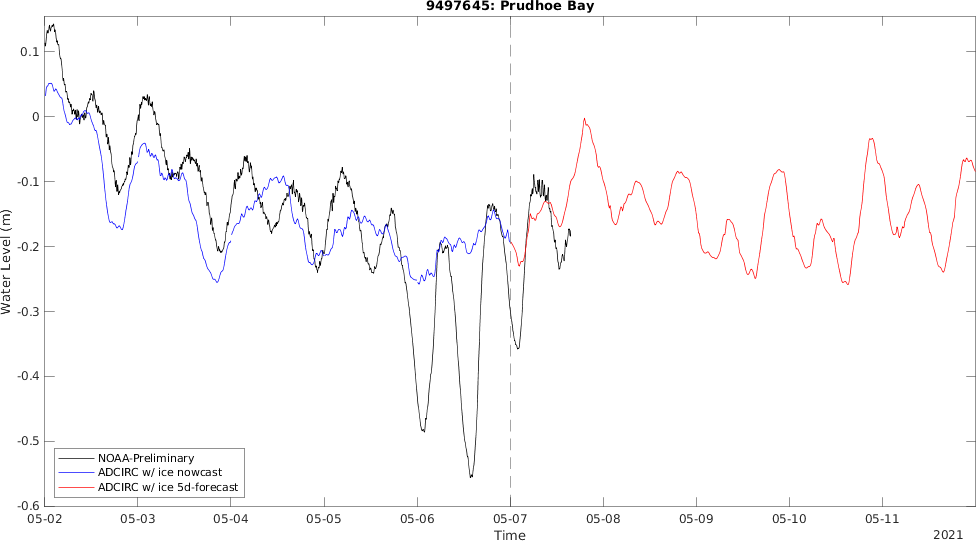 9497645: Prudhoe Bay
0.1
0
-0.1
-0.2
-0.3
-0.4
-0.5
-0.6
Water Level (m)
NOAA-Preliminary
ADCIRC w/ ice nowcast
ADCIRC w/ ice 5d-forecast
05-02 05-03 05-04 05-05 05-06 05-07 05-08 05-09 05-10 05-11
Time
2021